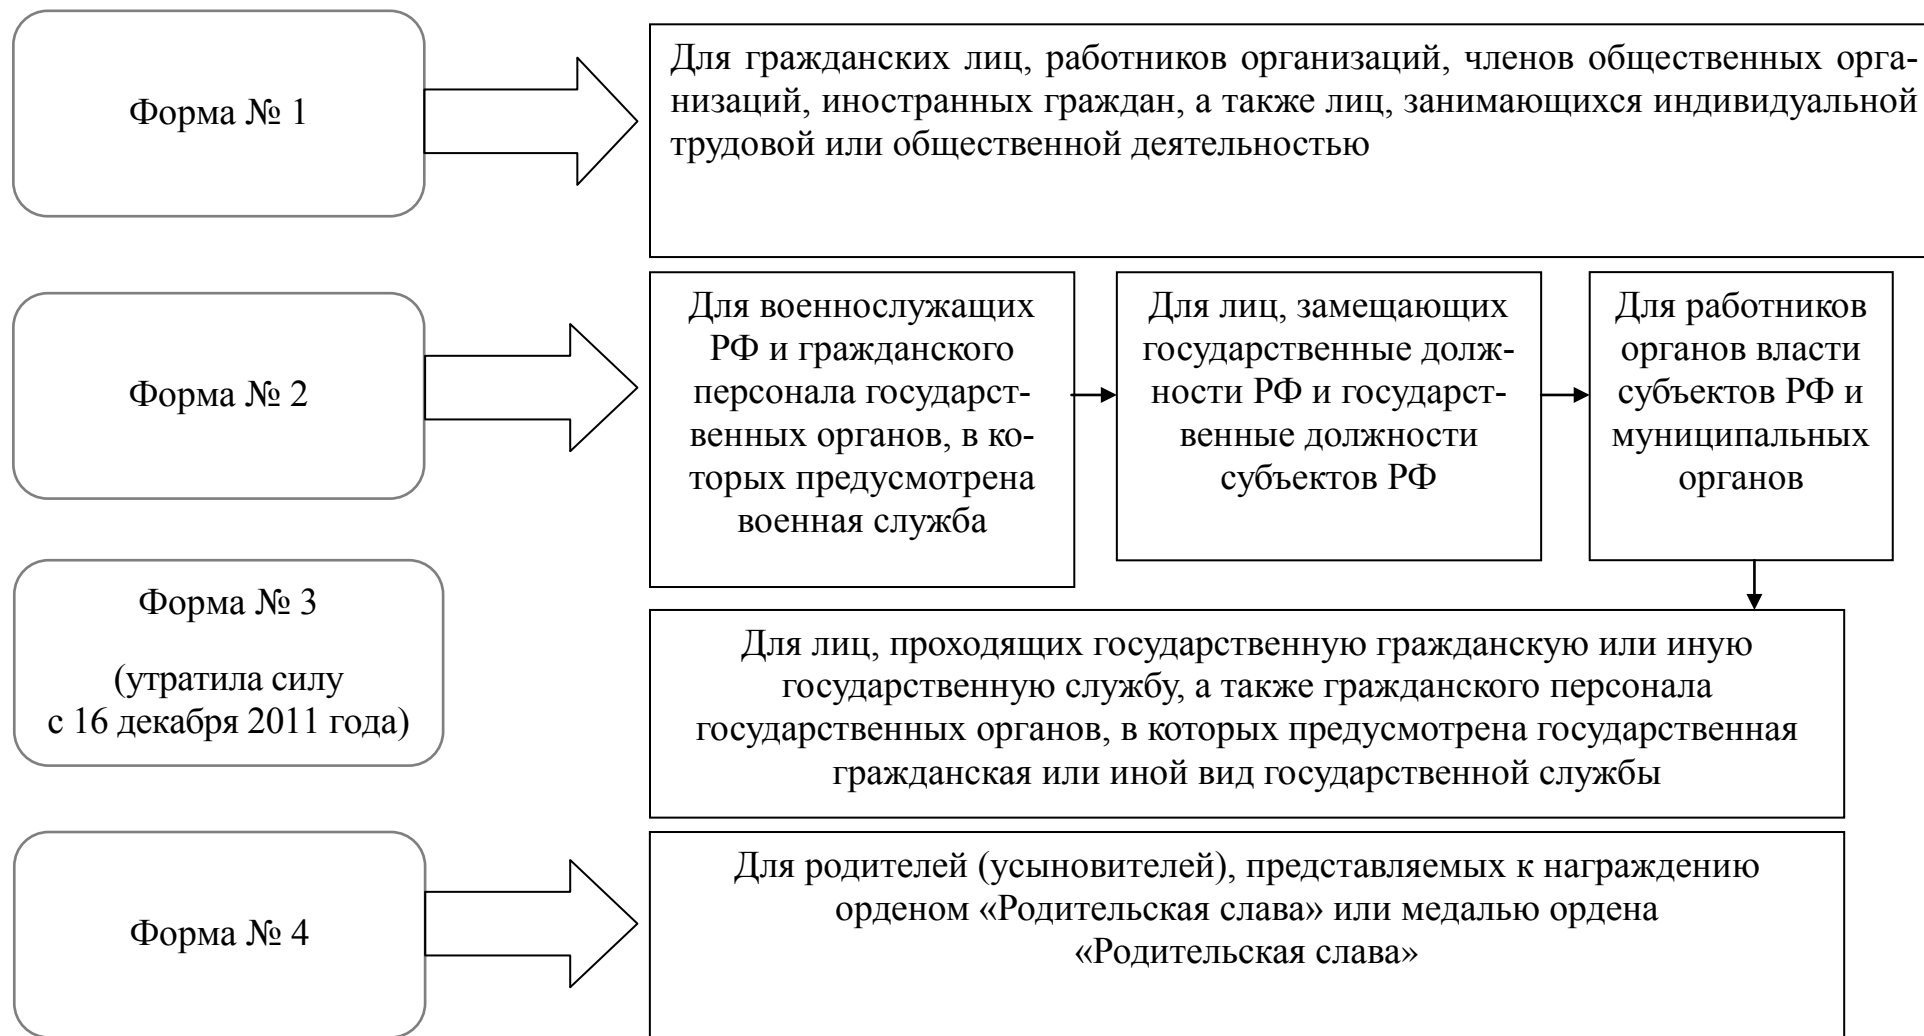 Форма № 1
Для гражданских лиц, работников организаций, членов общественных орга-
низаций, иностранных граждан, а также лиц, занимающихся индивидуальной
трудовой или общественной деятельностью
Форма № 2
Для военнослужащих
РФ и гражданского
персонала государст-
венных органов, в ко-
торых предусмотрена
военная служба
Для лиц, замещающих
государственные долж-
ности РФ и государст-
венные должности
субъектов РФ
Для работников
органов власти
субъектов РФ и
муниципальных
органов
Форма № 3
(утратила силу
с 16 декабря 2011 года)
Для лиц, проходящих государственную гражданскую или иную
государственную службу, а также гражданского персонала
государственных органов, в которых предусмотрена государственная
гражданская или иной вид государственной службы
Форма № 4
Для родителей (усыновителей), представляемых к награждению
орденом «Родительская слава» или медалью ордена
«Родительская слава»